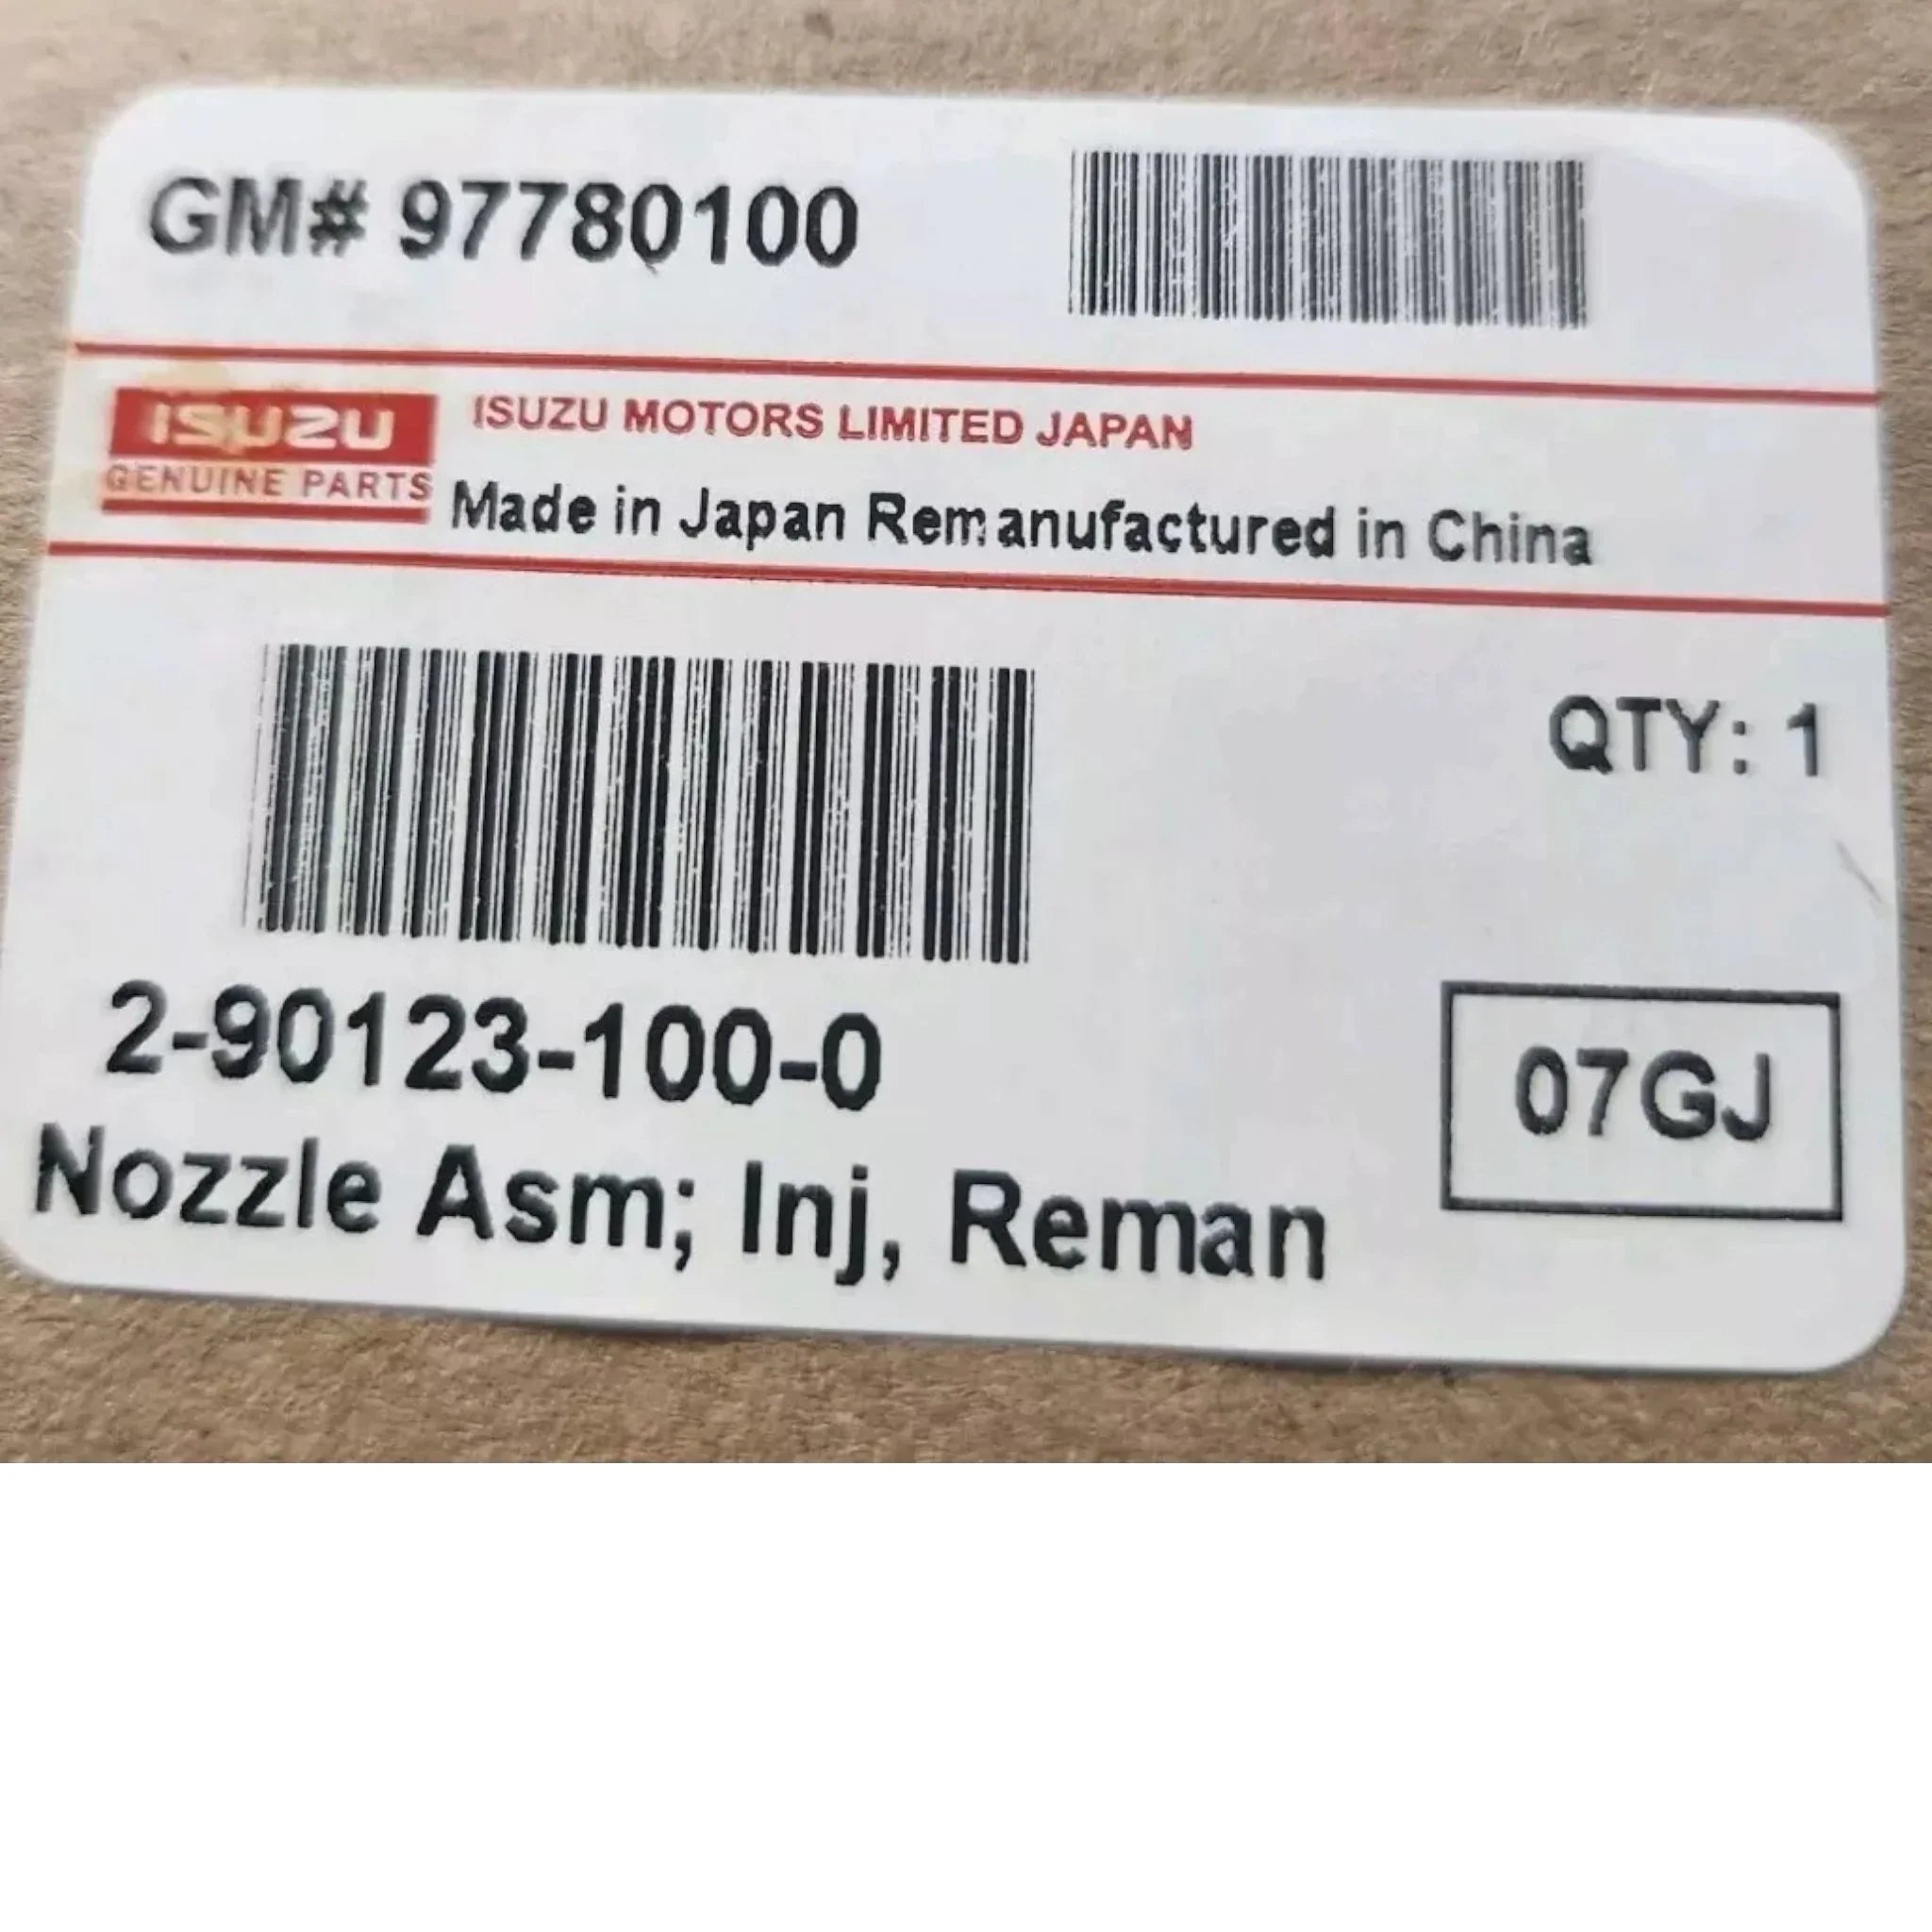 GM# 97780100
ISUZU
GENUINE PARTS
ISUZU MOTORS LIMITED JAPAN
Made in Japan Remanufactured in China
QTY: 1
2-90123-100-0
07GJ
Nozzle Asm; Inj, Reman